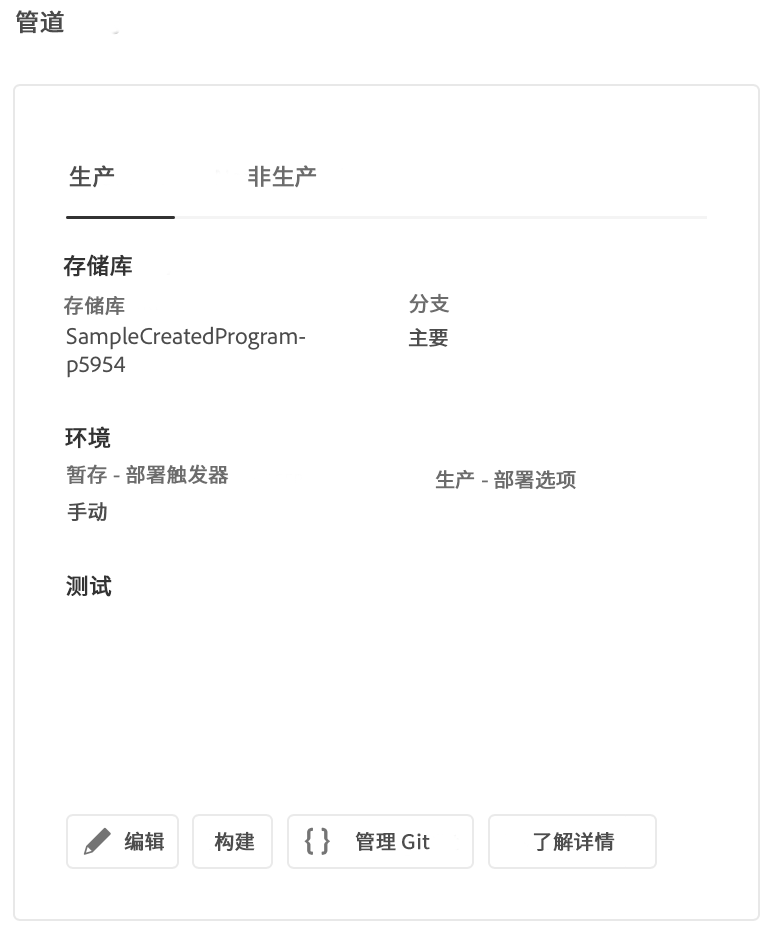 管道
生产 非生产
存储库
存储库 分支
SampleCreatedProgram- 主要
p5954
环境
暂存 - 部署触发器 生产 - 部署选项
手动
测试
编辑 构建 {} 管理 Git 了解详情